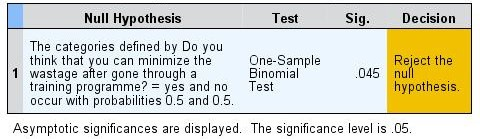 Null Hypothesis Test Sig. Decision
1
The categories defined by Do you
think that you can minimize the
wastage after gone through a
training programme? = yes and no
occur with probabilities 0.5 and 0.5.
One-Sample
Binomial
Test
.045
Reject the
null
hypothesis.
Asymptotic significances are displayed. The significance level is .05.